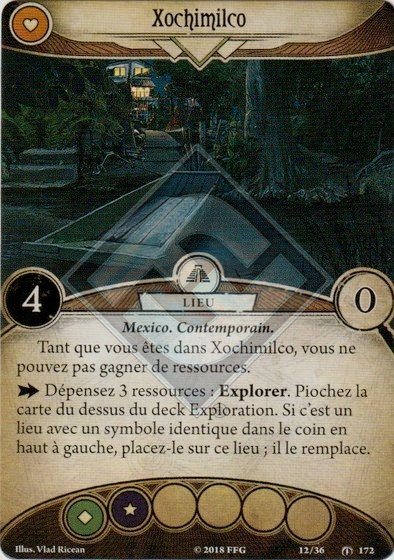 Xochimilco
4
LIEU
0
Mexico. Contemporain.
Tant que vous êtes dans Xochimilco, vous ne
pouvez pas gagner de ressources.
Dépensez 3 ressources : Explorer. Piochez la
carte du dessus du deck Exploration. Si c'est un
lieu avec un symbole identique dans le coin en
haut à gauche, placez-le sur ce lieu ; il le remplace.
Illus. Vlad Ricean © 2018 FFG 12/36 172